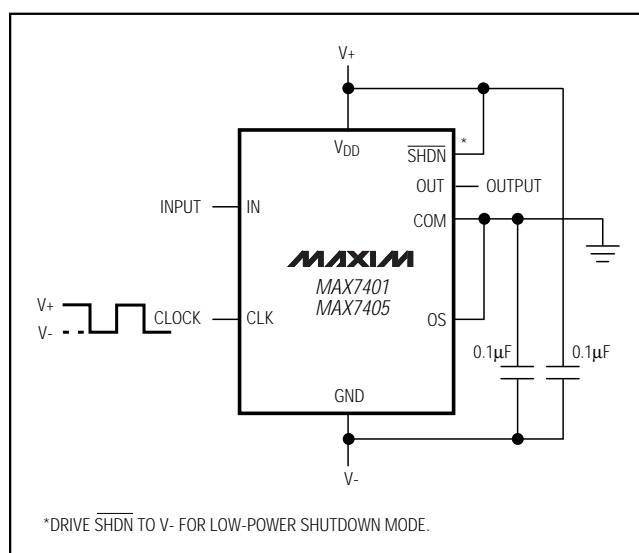 V+
VDD
SHDN
*
OUT
OUTPUT
INPUT
IN
COM
MAXIM
MAX7401
MAX7405
V+
V-
CLOCK
CLK
OS
0.1µF
0.1µF
GND
V-
*DRIVE SHDN TO V- FOR LOW-POWER SHUTDOWN MODE.